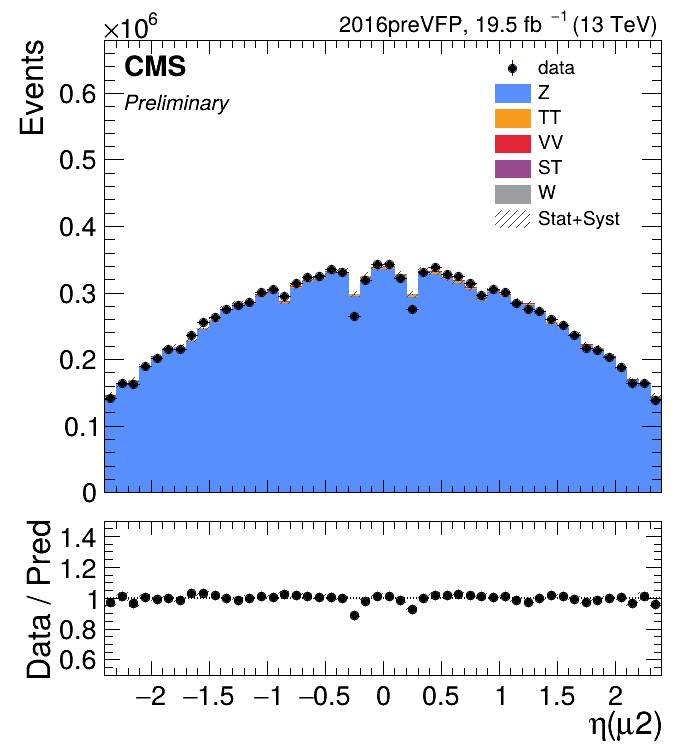 ×10⁶
2016preVFP, 19.5 fb⁻¹ (13 TeV)
Events
CMS
Preliminary
data
Z
TT
VV
ST
W
Stat+Syst
0.6
0.5
0.4
0.3
0.2
0.1
0
Data / Pred
1.4
1.2
1
0.8
0.6
−2 −1.5 −1 −0.5 0 0.5 1 1.5 2
η(μ2)